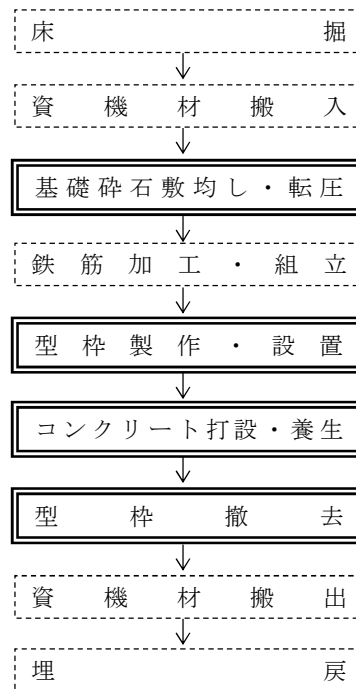 床掘
資機材搬入
基礎砕石敷均し・転圧
鉄筋加工・組立
型枠製作・設置
コンクリート打設・養生
型枠撤去
資機材搬出
埋戻